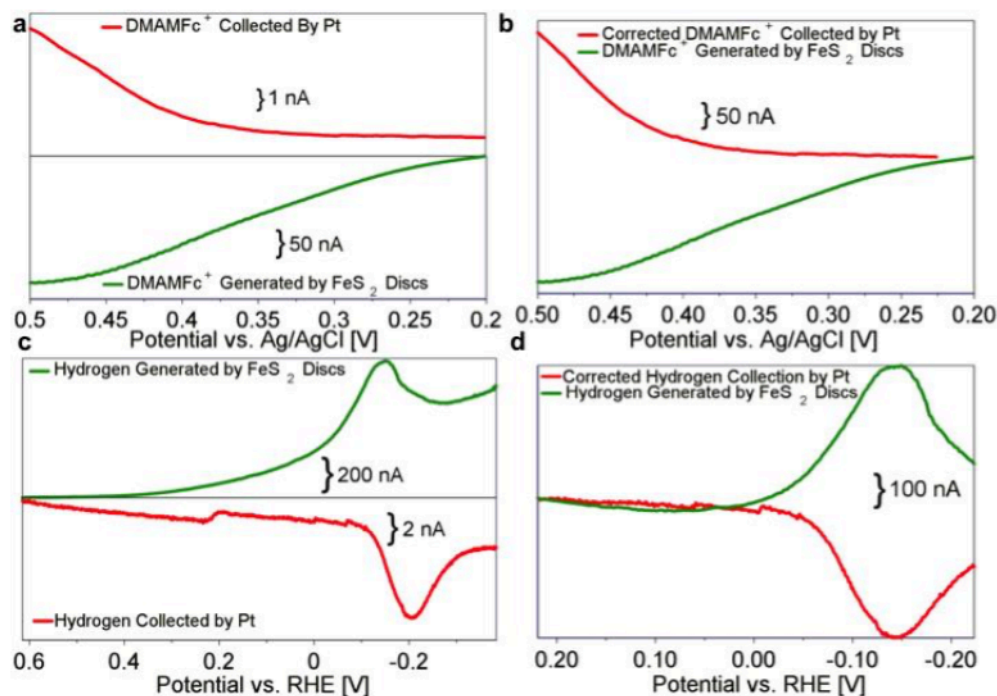 a
DMAMFc⁺ Collected By Pt
} 1 nA
} 50 nA
DMAMFc⁺ Generated by FeS₂ Discs
0.5 0.45 0.40 0.35 0.30 0.25 0.2
Potential vs. Ag/AgCl [V]
b
Corrected DMAMFc⁺ Collected by Pt
DMAMFc⁺ Generated by FeS₂ Discs
} 50 nA
0.50 0.45 0.40 0.35 0.30 0.25 0.20
Potential vs. Ag/AgCl [V]
c
Hydrogen Generated by FeS₂ Discs
} 200 nA
} 2 nA
Hydrogen Collected by Pt
0.6 0.4 0.2 0 -0.2
Potential vs. RHE [V]
d
Corrected Hydrogen Collection by Pt
Hydrogen Generated by FeS₂ Discs
} 100 nA
0.20 0.10 0.00 -0.10 -0.20
Potential vs. RHE [V]